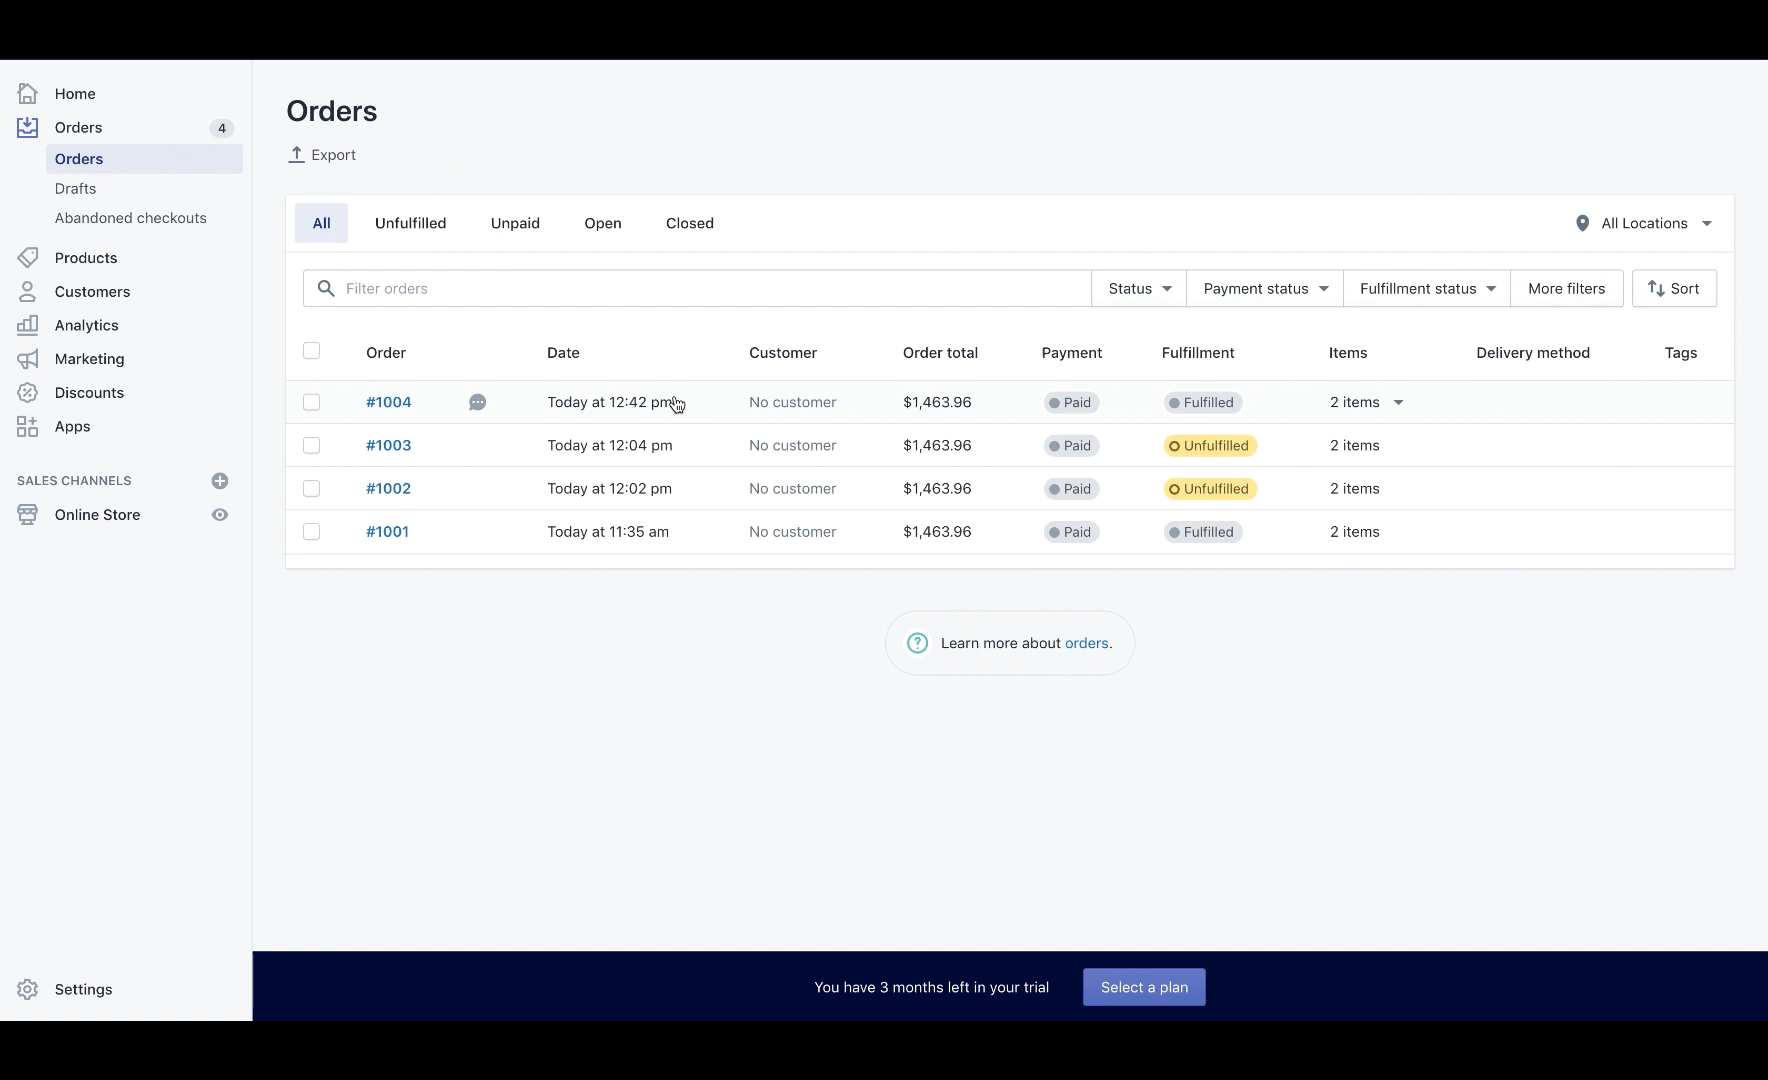 Home
Orders 4
Orders
Drafts
Abandoned checkouts
Products
Customers
Analytics
Marketing
Discounts
Apps
SALES CHANNELS
Online Store
Settings
Orders
Export
All Unfulfilled Unpaid Open Closed All Locations
Filter orders Status Payment status Fulfillment status More filters Sort
Order Date Customer Order total Payment Fulfillment Items Delivery method Tags
#1004 Today at 12:42 pm No customer $1,463.96 Paid Fulfilled 2 items
#1003 Today at 12:04 pm No customer $1,463.96 Paid Unfulfilled 2 items
#1002 Today at 12:02 pm No customer $1,463.96 Paid Unfulfilled 2 items
#1001 Today at 11:35 am No customer $1,463.96 Paid Fulfilled 2 items
Learn more about orders.
You have 3 months left in your trial Select a plan